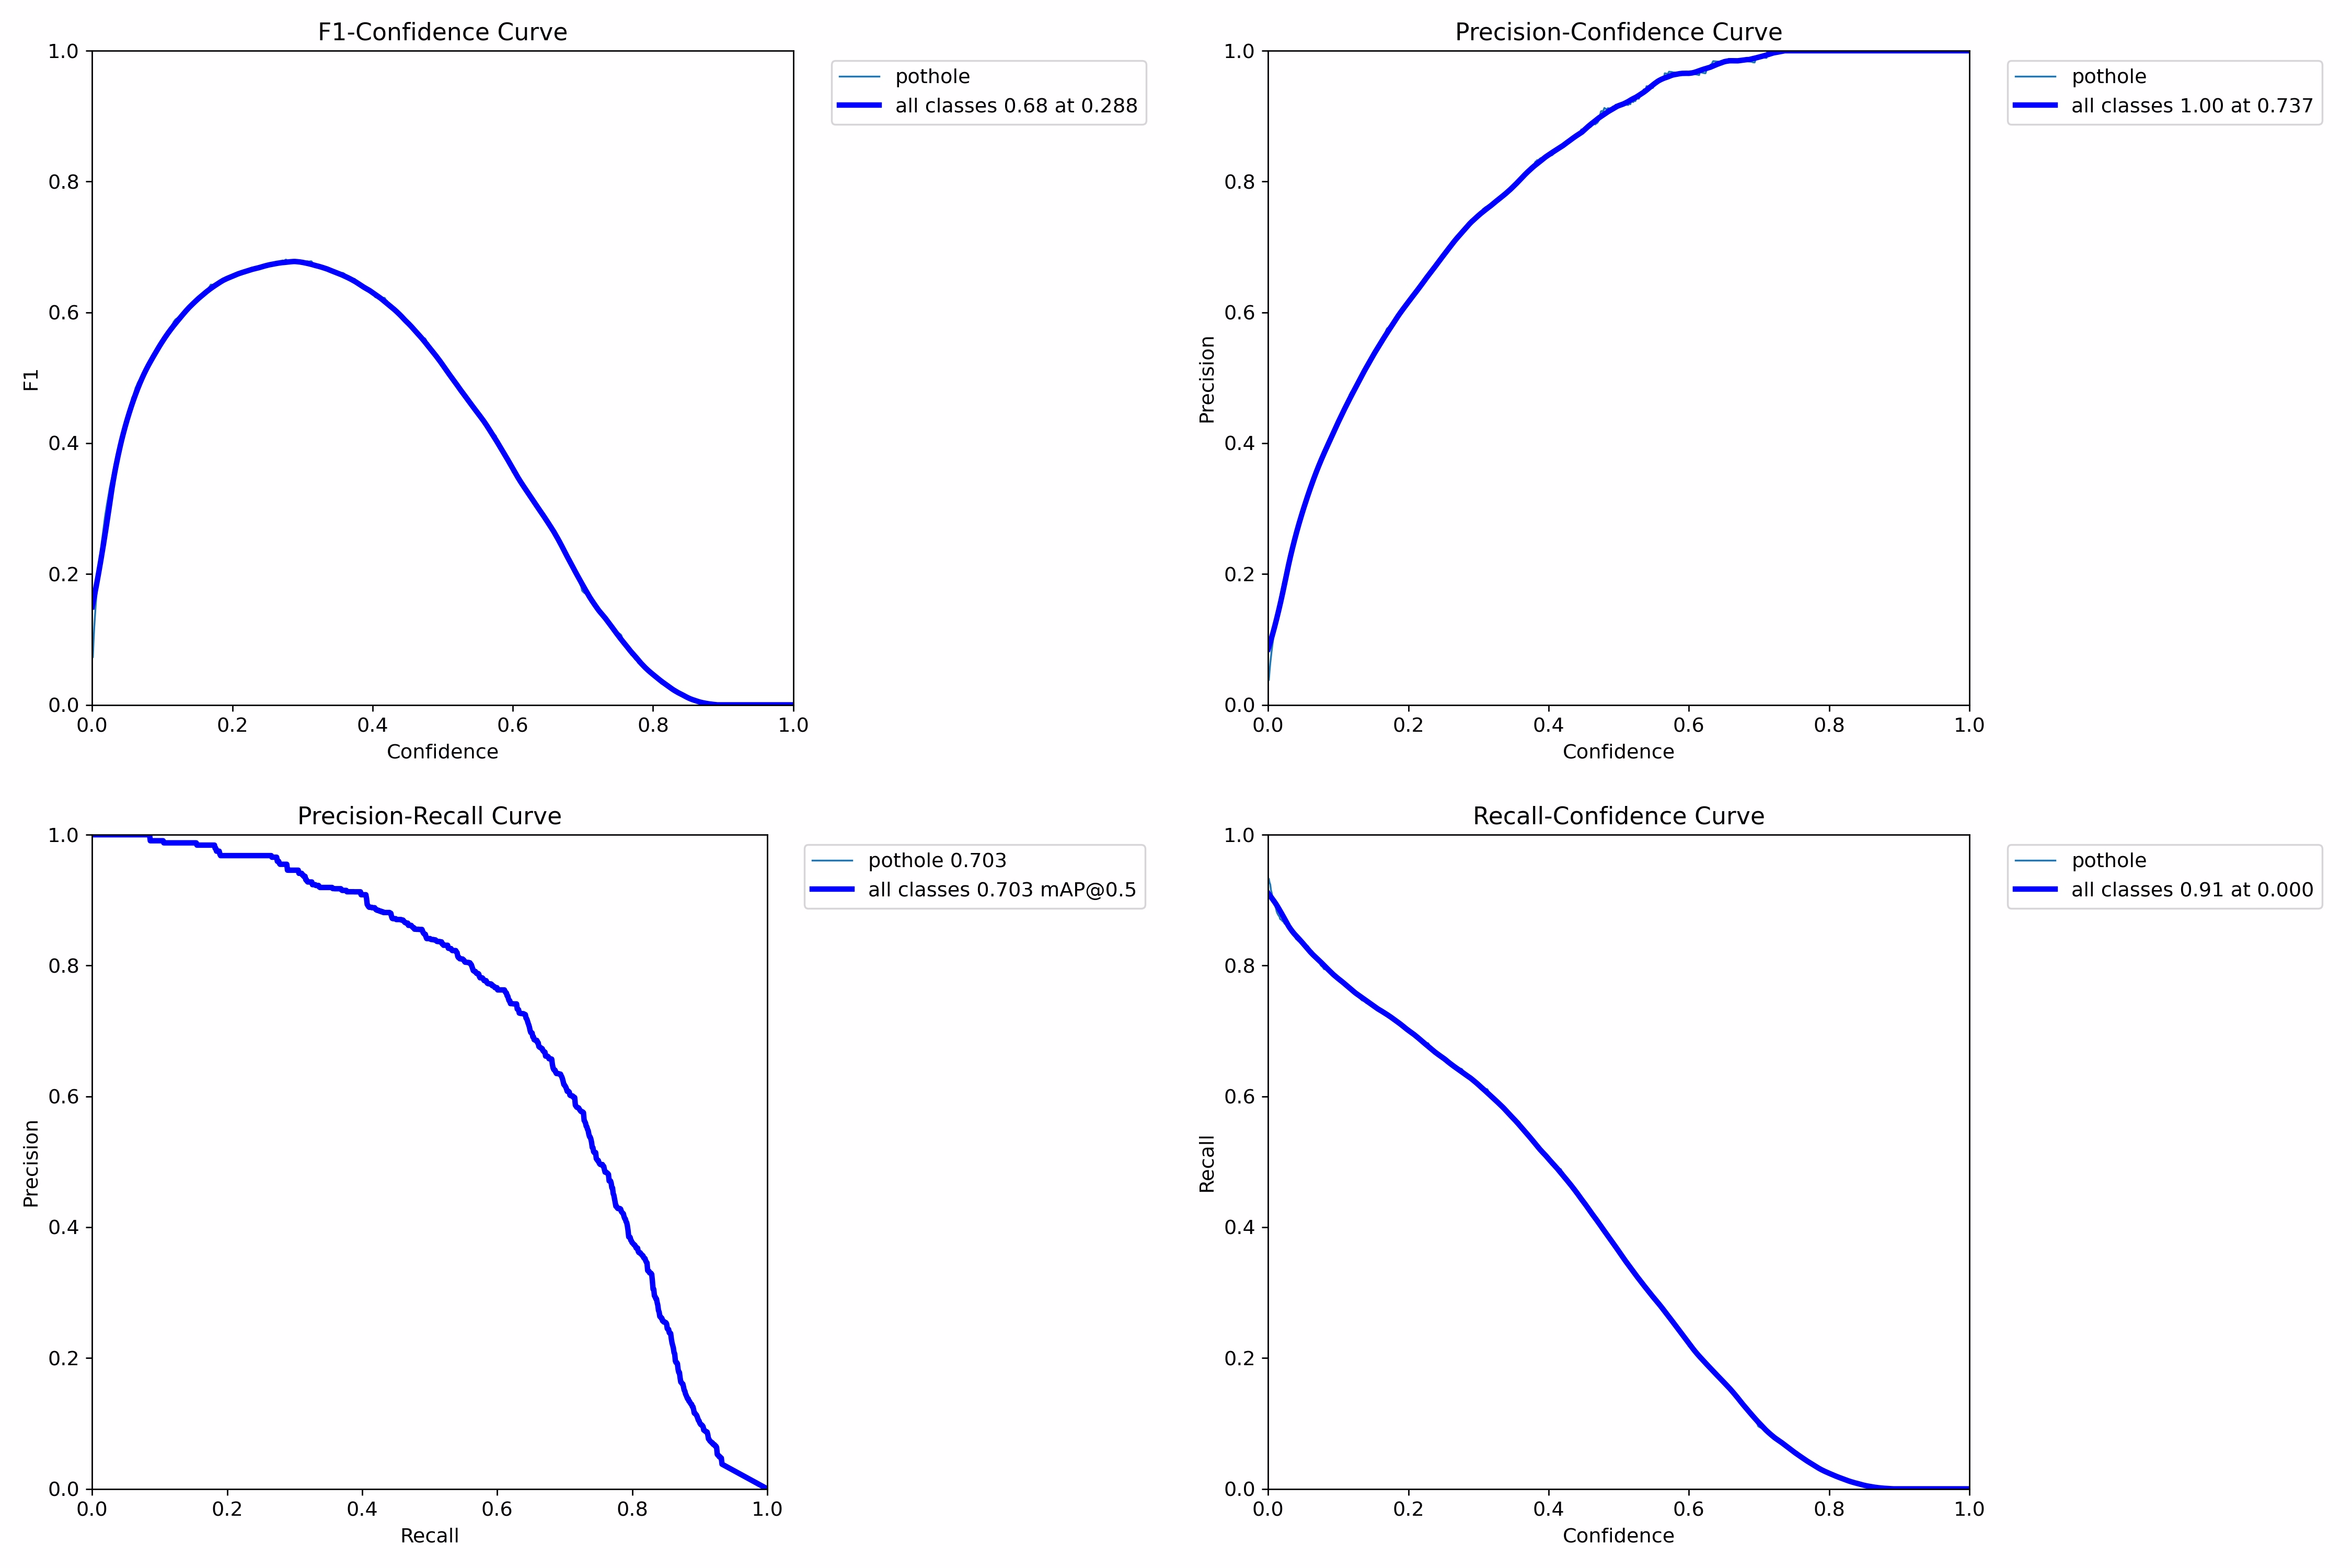 F1-Confidence Curve
1.0
0.8
0.6
0.4
0.2
0.0
F1
0.0 0.2 0.4 0.6 0.8 1.0
Confidence
pothole
all classes 0.68 at 0.288
Precision-Confidence Curve
1.0
0.8
0.6
0.4
0.2
0.0
Precision
0.0 0.2 0.4 0.6 0.8 1.0
Confidence
pothole
all classes 1.00 at 0.737
Precision-Recall Curve
1.0
0.8
0.6
0.4
0.2
0.0
Precision
0.0 0.2 0.4 0.6 0.8 1.0
Recall
pothole 0.703
all classes 0.703 mAP@0.5
Recall-Confidence Curve
1.0
0.8
0.6
0.4
0.2
0.0
Recall
0.0 0.2 0.4 0.6 0.8 1.0
Confidence
pothole
all classes 0.91 at 0.000